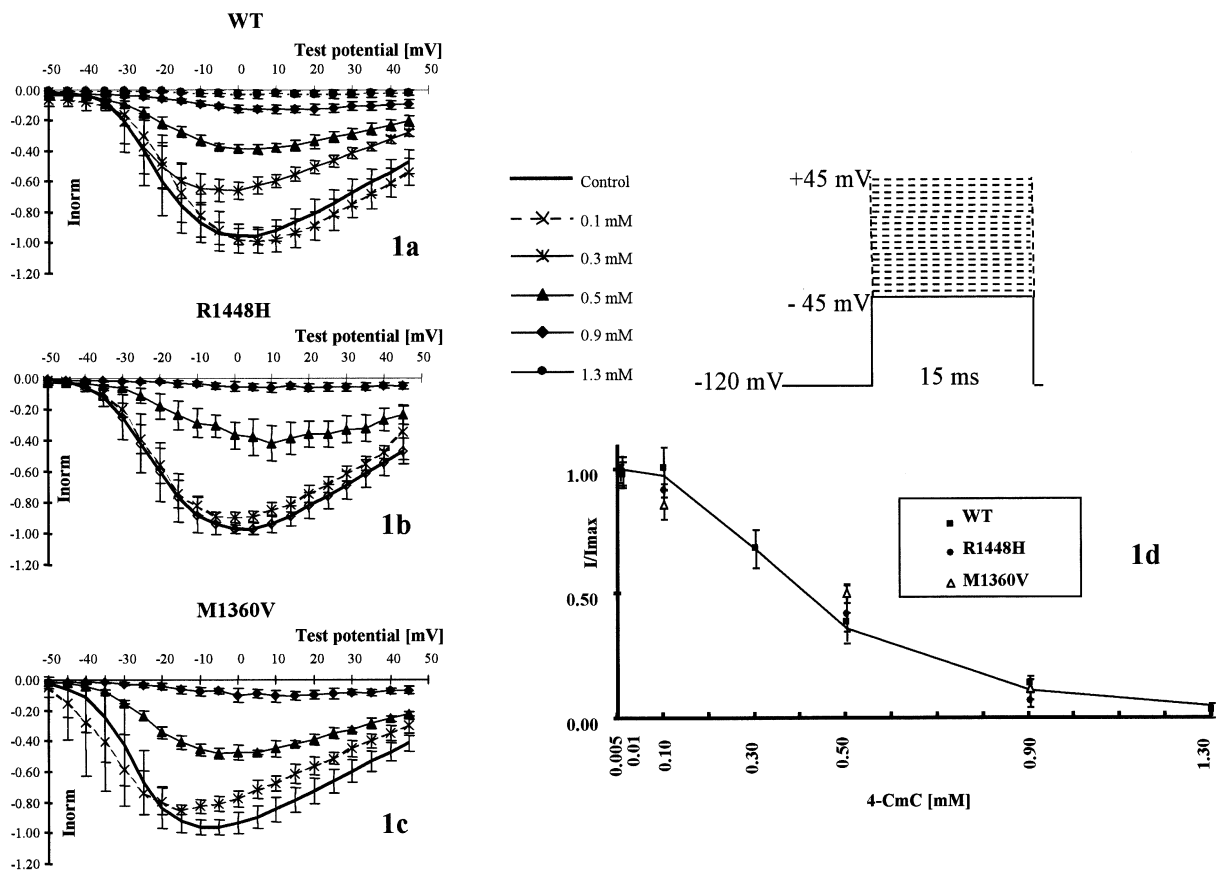 WT
Test potential [mV]
-50 -40 -30 -20 -10 0 10 20 30 40 50
0.00
-0.20
-0.40
-0.60
-0.80
-1.00
-1.20
Inorm
1a
R1448H
Test potential [mV]
-50 -40 -30 -20 -10 0 10 20 30 40 50
0.00
-0.20
-0.40
-0.60
-0.80
-1.00
-1.20
Inorm
1b
M1360V
Test potential [mV]
-50 -40 -30 -20 -10 0 10 20 30 40 50
0.00
-0.20
-0.40
-0.60
-0.80
-1.00
-1.20
Inorm
1c
Control
0.1 mM
0.3 mM
0.5 mM
0.9 mM
1.3 mM
+45 mV
- 45 mV
-120 mV
15 ms
1.00
0.50
0.00
I/Imax
WT
R1448H
M1360V
1d
0.05 0.01 0.10 0.30 0.50 0.90 1.30
4-CmC [mM]